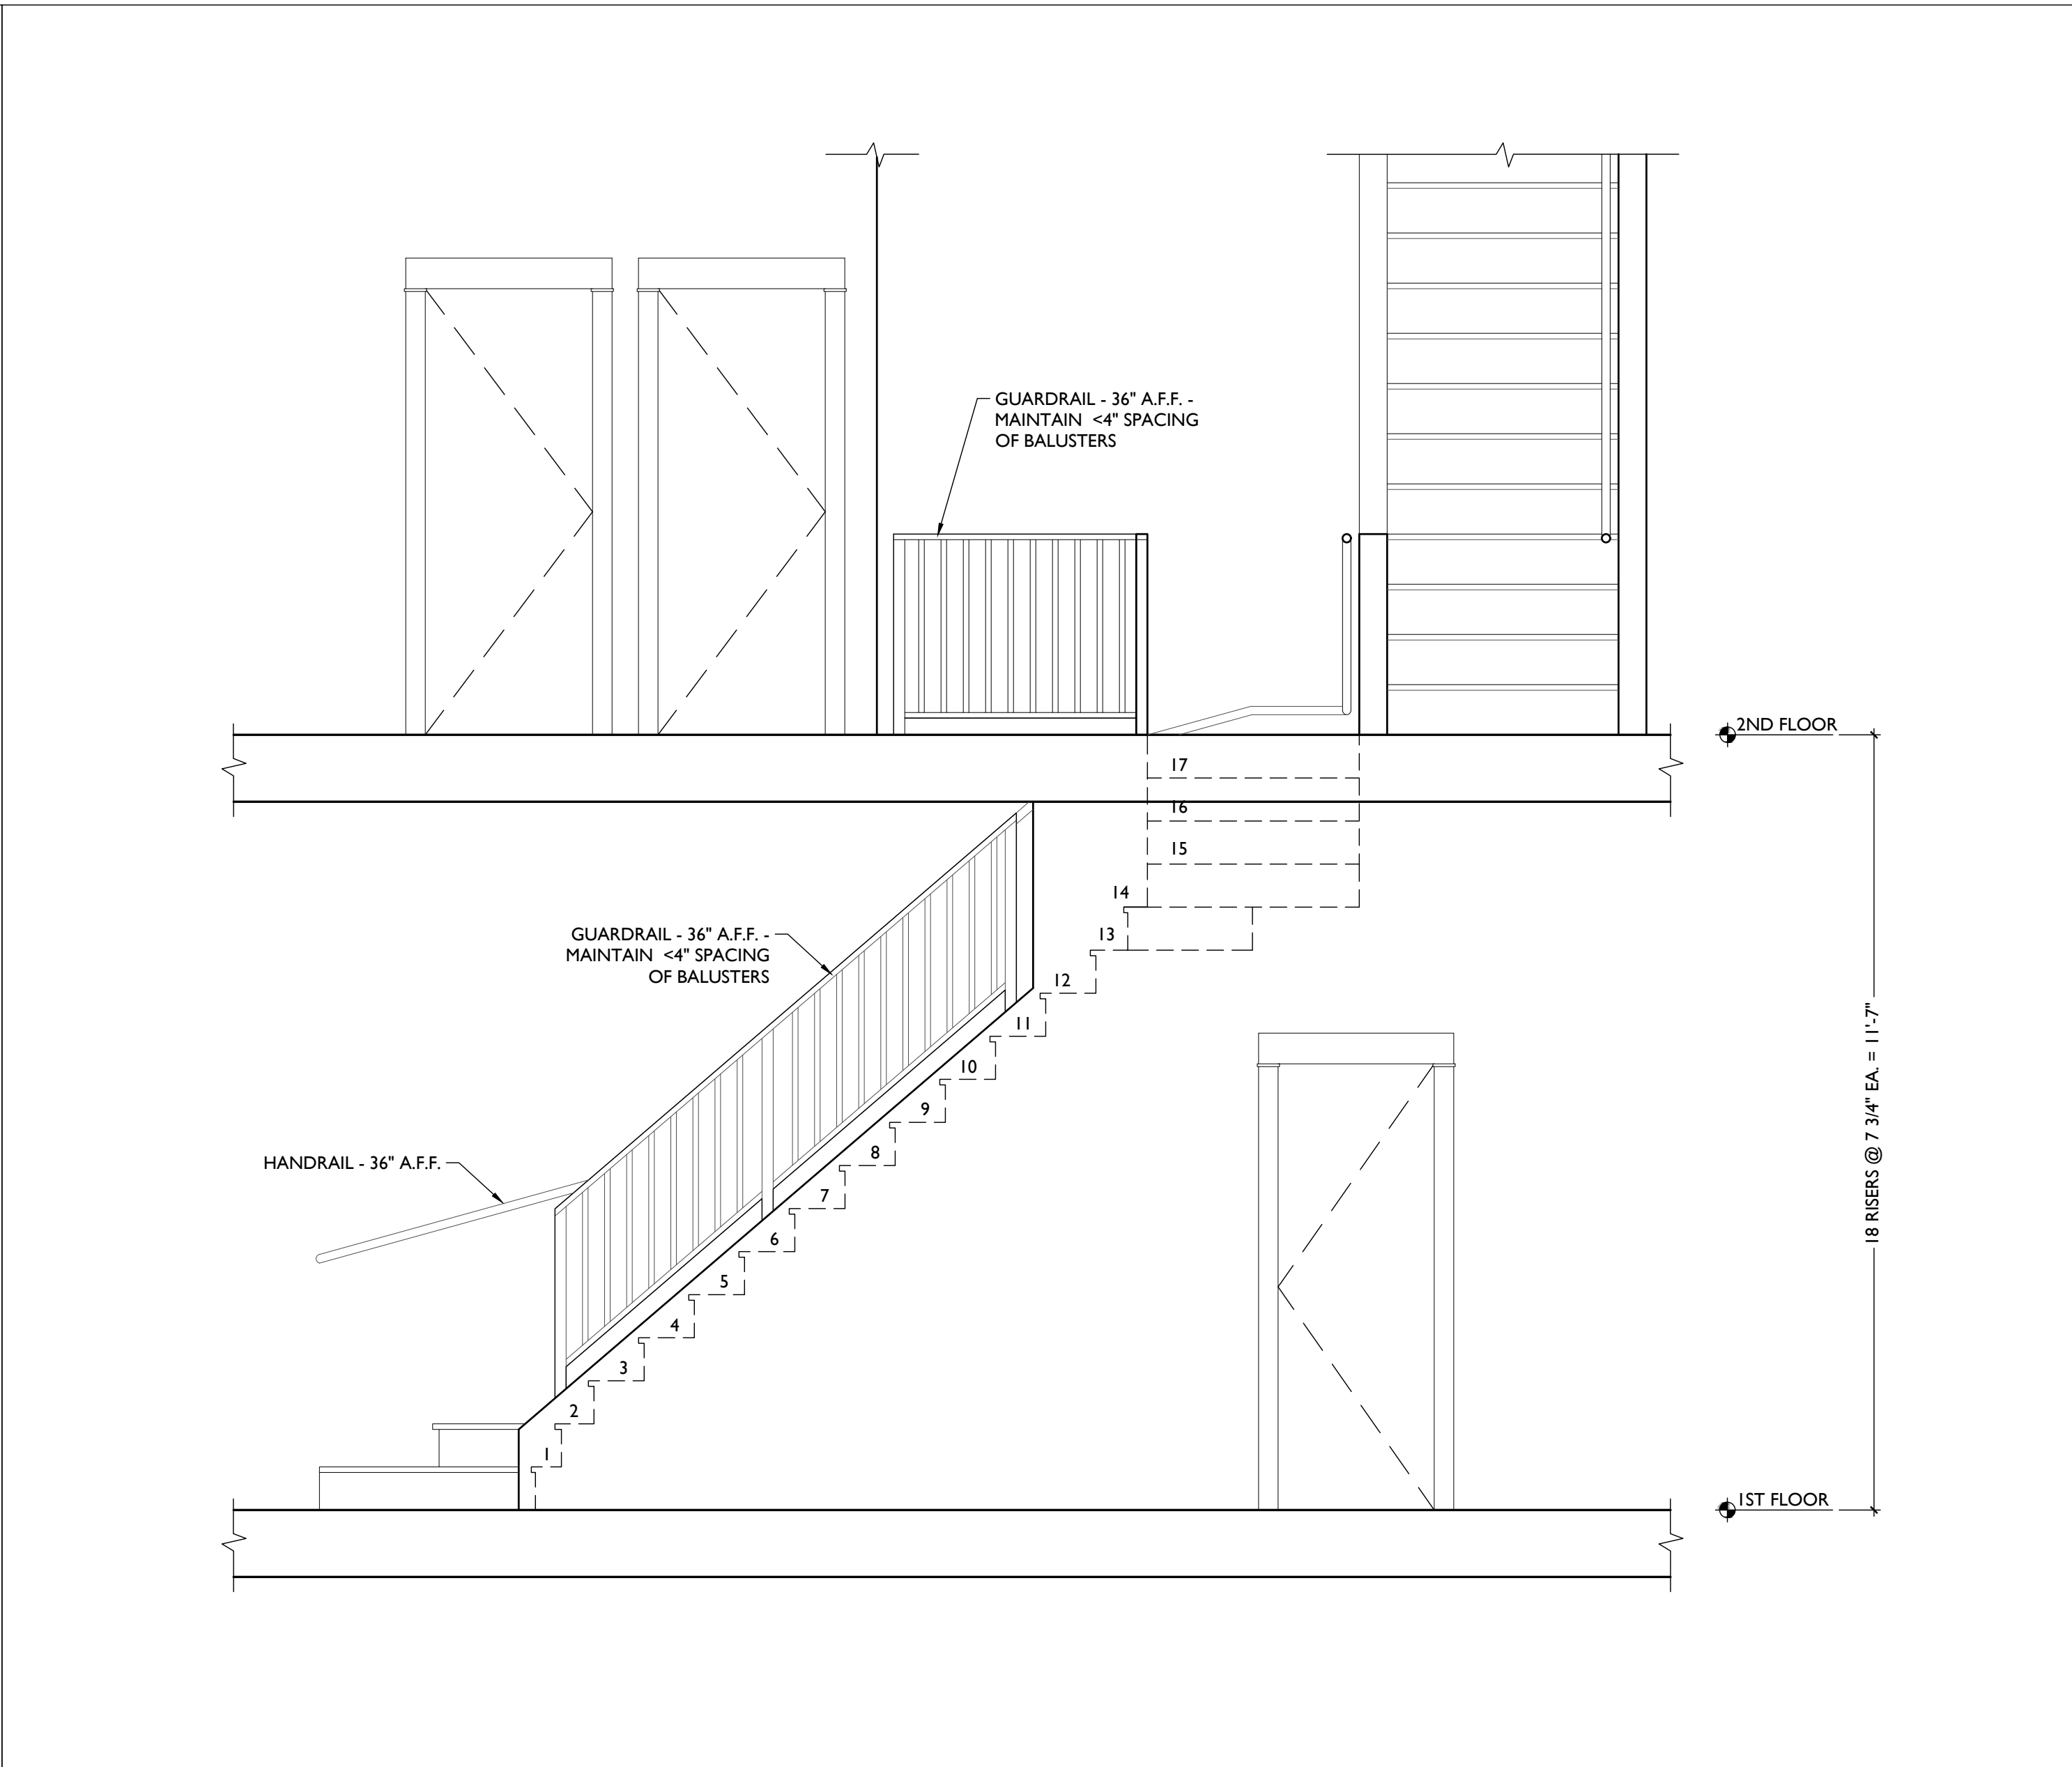 GUARDRAIL - 36" A.F.F. -
MAINTAIN <4" SPACING
OF BALUSTERS
2ND FLOOR
17
16
15
14
13
12
11
10
9
8
7
6
5
4
3
2
1
GUARDRAIL - 36" A.F.F. -
MAINTAIN <4" SPACING
OF BALUSTERS
HANDRAIL - 36" A.F.F.
18 RISERS @ 7 3/4" EA. = 11'-7"
1ST FLOOR